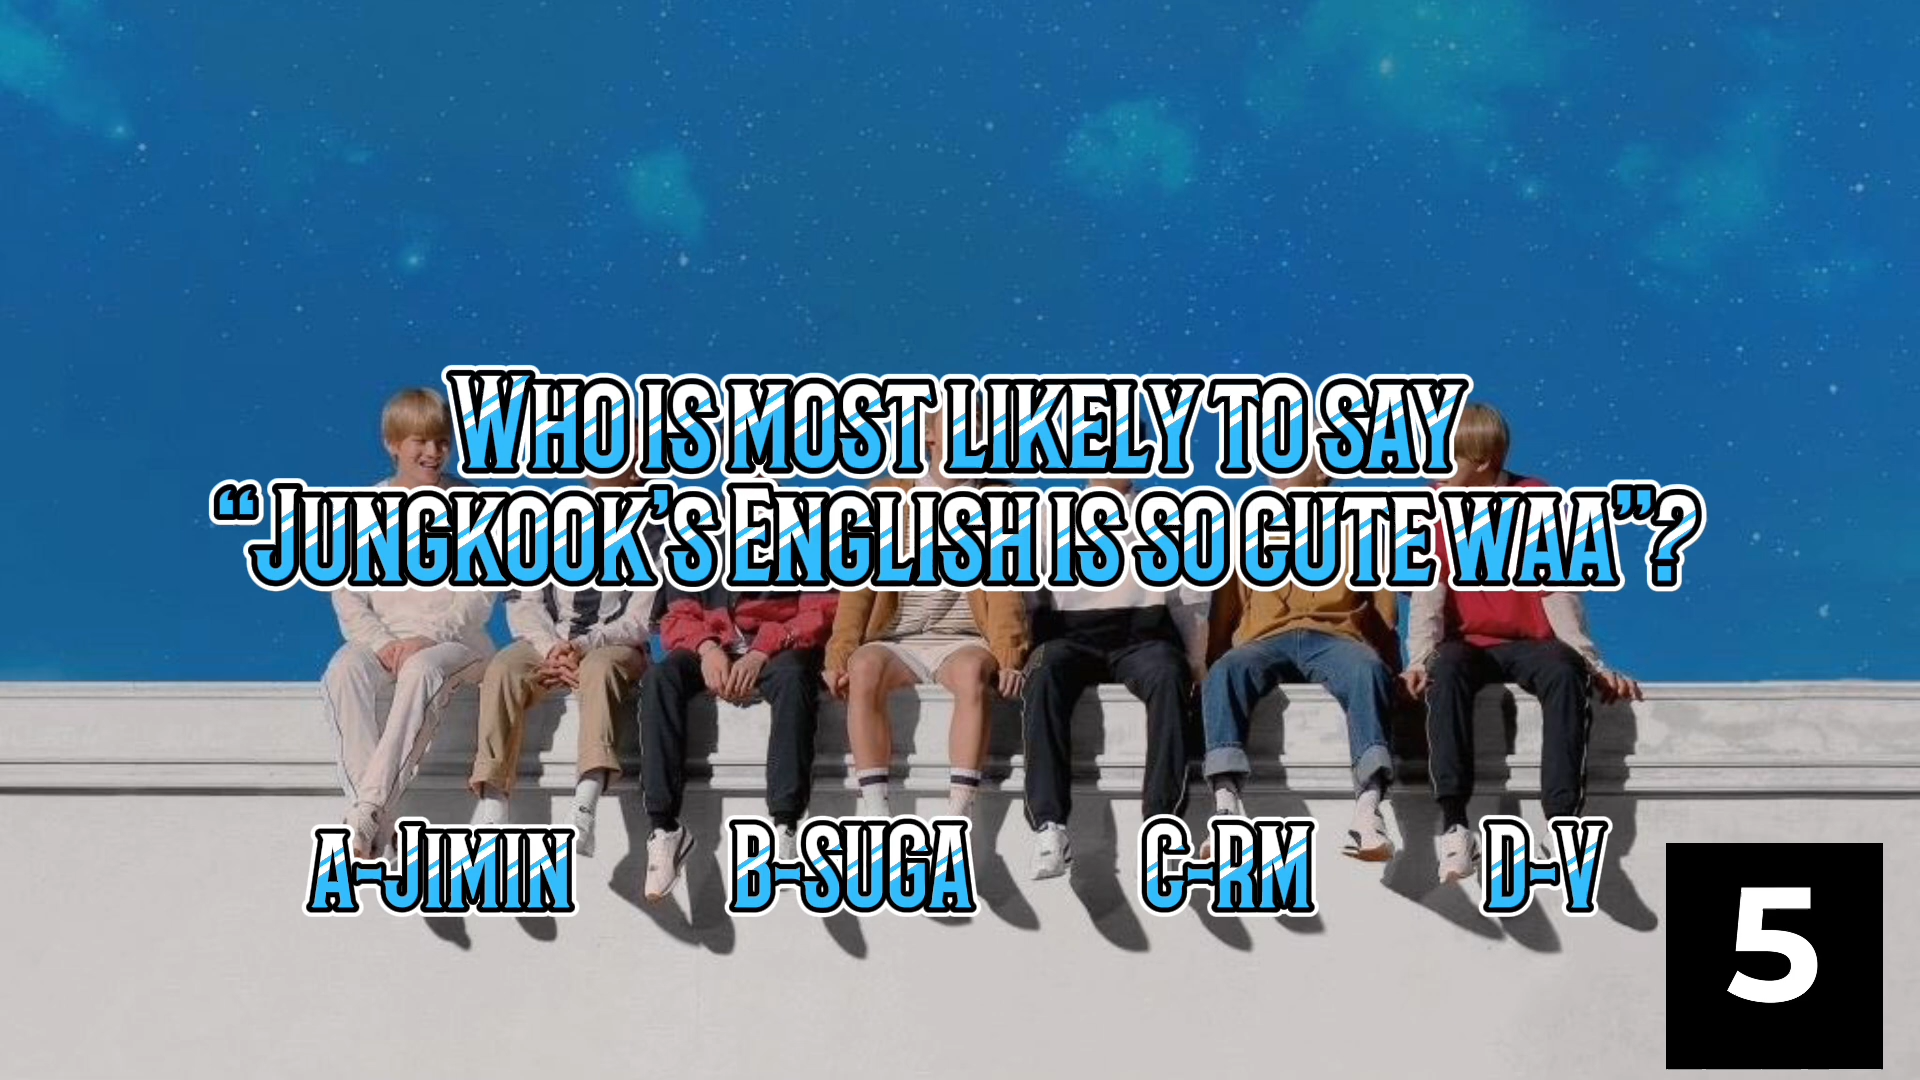 Who is most likely to say
“Jungkook’s English is so cute waa”?
A-Jimin B-Suga C-RM D-V
5